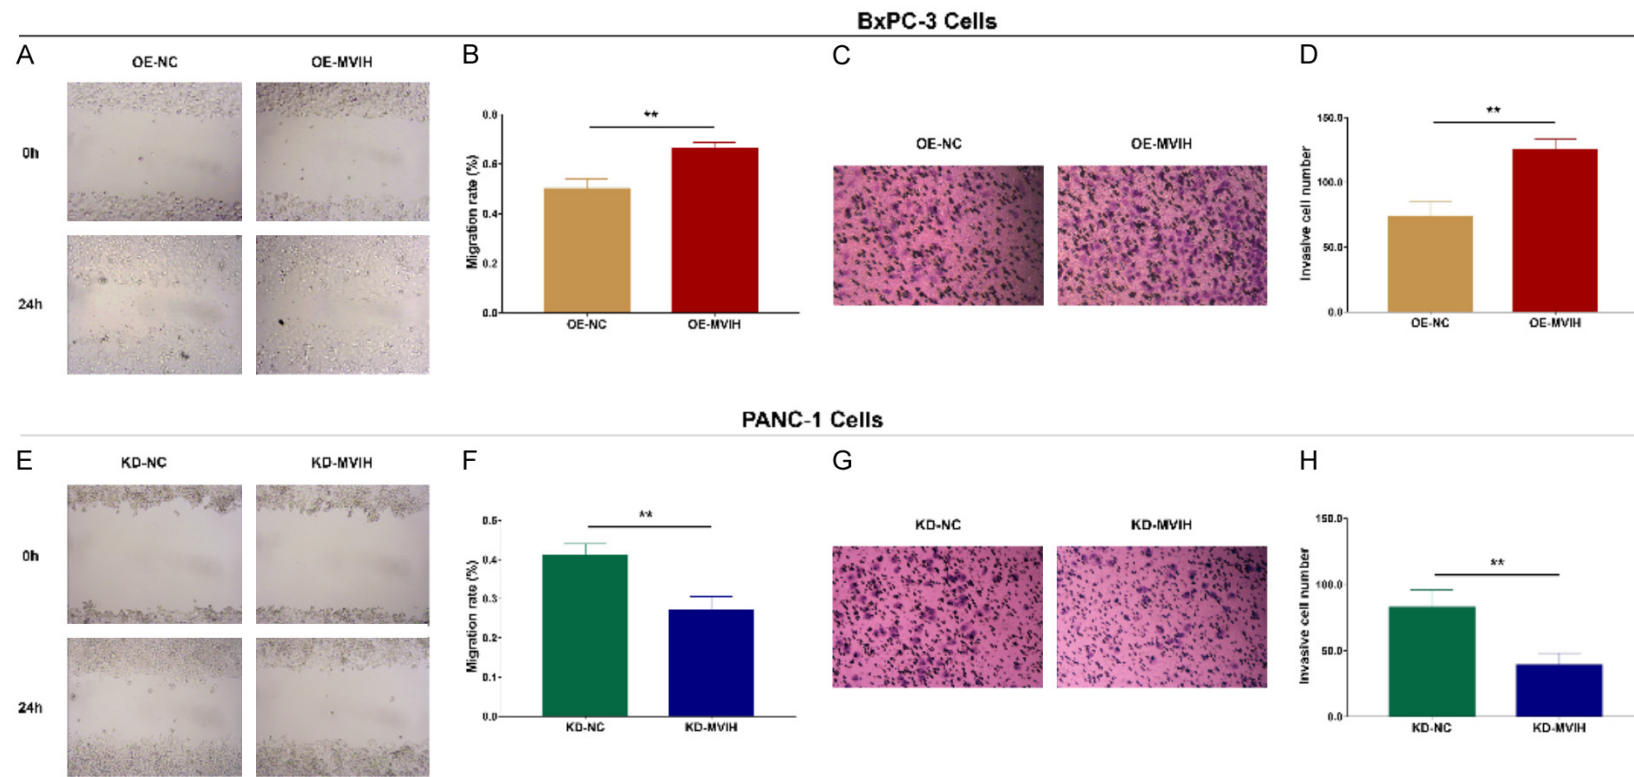 BxPC-3 Cells
A
OE-NC
OE-MVIH
0h
24h
B
Migration rate (%)
0.8
0.6
0.4
0.2
0.0
**
OE-NC
OE-MVIH
C
OE-NC
OE-MVIH
D
Invasive cell number
150.0
100.0
50.0
0.0
**
OE-NC
OE-MVIH
PANC-1 Cells
E
KD-NC
KD-MVIH
0h
24h
F
Migration rate (%)
0.5
0.4
0.3
0.2
0.1
0.0
**
KD-NC
KD-MVIH
G
KD-NC
KD-MVIH
H
Invasive cell number
150.0
100.0
50.0
0.0
**
KD-NC
KD-MVIH